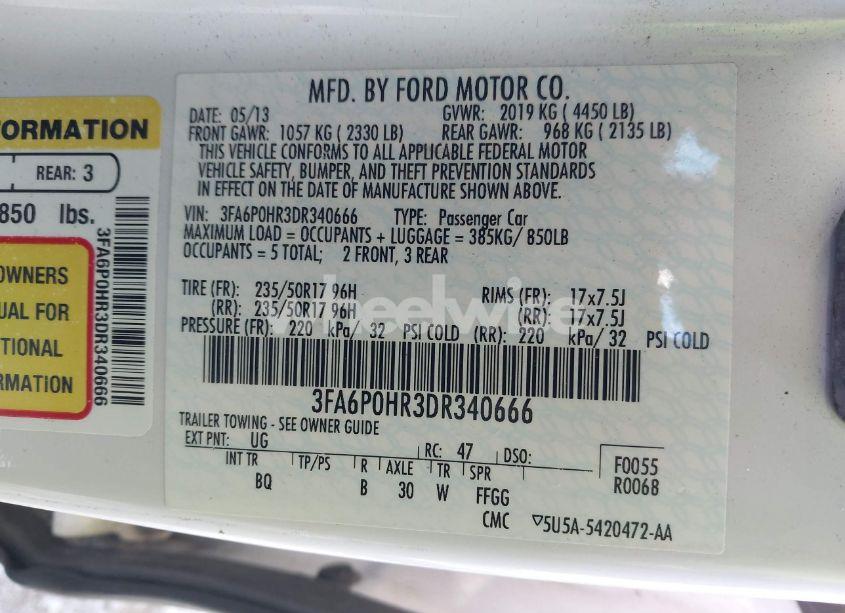 FORMATION
REAR: 3
850 lbs.
OWNERS
UAL FOR
TIONAL
ORMATION
3FA6P0HR3DR340666
MFD. BY FORD MOTOR CO.
DATE: 05/13 GVWR: 2019 KG ( 4450 LB)
FRONT GAWR: 1057 KG ( 2330 LB) REAR GAWR: 968 KG ( 2135 LB)
THIS VEHICLE CONFORMS TO ALL APPLICABLE FEDERAL MOTOR
VEHICLE SAFETY, BUMPER, AND THEFT PREVENTION STANDARDS
IN EFFECT ON THE DATE OF MANUFACTURE SHOWN ABOVE.
VIN: 3FA6P0HR3DR340666 TYPE: Passenger Car
MAXIMUM LOAD = OCCUPANTS + LUGGAGE = 385KG/ 850LB
OCCUPANTS = 5 TOTAL; 2 FRONT, 3 REAR
TIRE (FR): 235/50R17 96H RIMS (FR): 17x7.5J
(RR): 235/50R17 96H (RR): 17x7.5J
PRESSURE (FR): 220 kPa/ 32 PSI COLD (RR): 220 kPa/ 32 PSI COLD
wheelwise
3FA6P0HR3DR340666
TRAILER TOWING - SEE OWNER GUIDE
EXT PNT: UG RC: 47 DSO:
INT TR TP/PS R AXLE TR SPR
BQ B 30 W FFGG
F0055
R006B
CMC ▽5U5A-5420472-AA